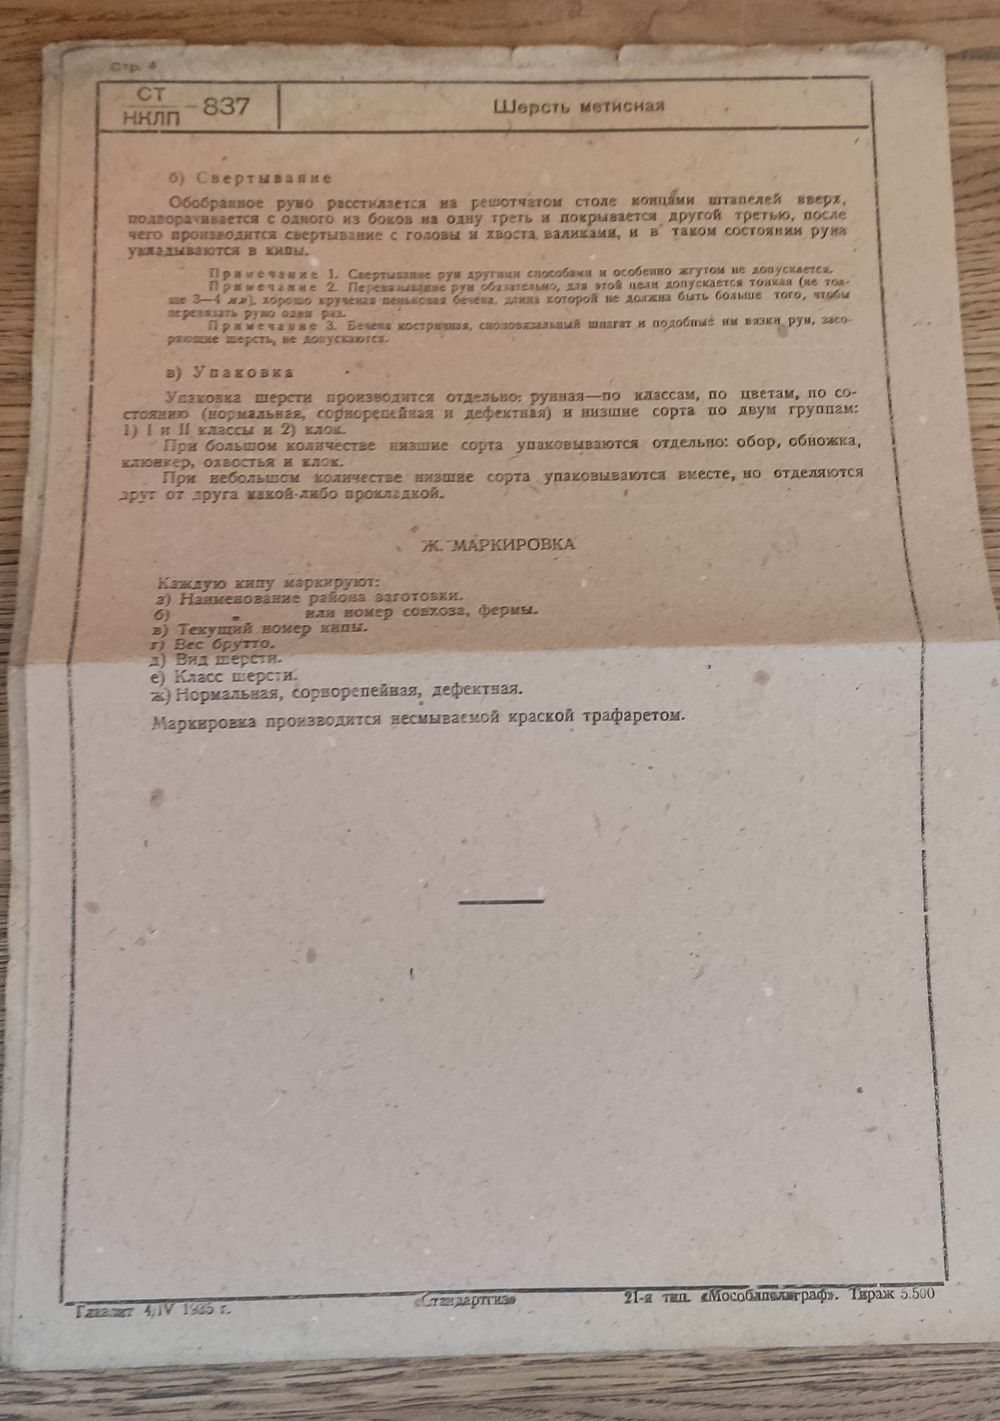 Стр. 4
СТ
НКЛП
–837
Шерсть метисная
б) Свертывание
Обобранное руно расстилается на решотчатом столе концами штапелей вверх,
подворачивается с одного из боков на одну треть и покрывается другой третью, после
чего производится свертывание с головы и хвоста валиками, и в таком состоянии руна
укладываются в кипы.
Примечание 1. Свертывание рун другими способами и особенно жгутом не допускается.
Примечание 2. Перевязывание рун обязательно, для этой цели допускается тонкая (не тол-
ще 3—4 мм), хорошо крученая пеньковая бечева, длина которой не должна быть больше того, чтобы
перевязать руно один раз.
Примечание 3. Бечева костричная, сноповязальный шпагат и подобные им вязки рун, засо-
ряющие шерсть, не допускаются.
в) Упаковка
Упаковка шерсти производится отдельно: рунная—по классам, по цветам, по со-
стоянию (нормальная, сорнорепейная и дефектная) и низшие сорта по двум группам:
1) I и II классы и 2) клок.
При большом количестве низшие сорта упаковываются отдельно: обор, обножка,
клюнкер, охвостья и клок.
При небольшом количестве низшие сорта упаковываются вместе, но отделяются
друг от друга какой-либо прокладкой.
Ж. МАРКИРОВКА
Каждую кипу маркируют:
а) Наименование района заготовки.
б) „ или номер совхоза, фермы.
в) Текущий номер кипы.
г) Вес брутто.
д) Вид шерсти.
е) Класс шерсти.
ж) Нормальная, сорнорепейная, дефектная.
Маркировка производится несмываемой краской трафаретом.
Главлит 4/IV 1935 г.
«Стандартгиз»
21-я тип. «Мособлполиграф». Тираж 5.500